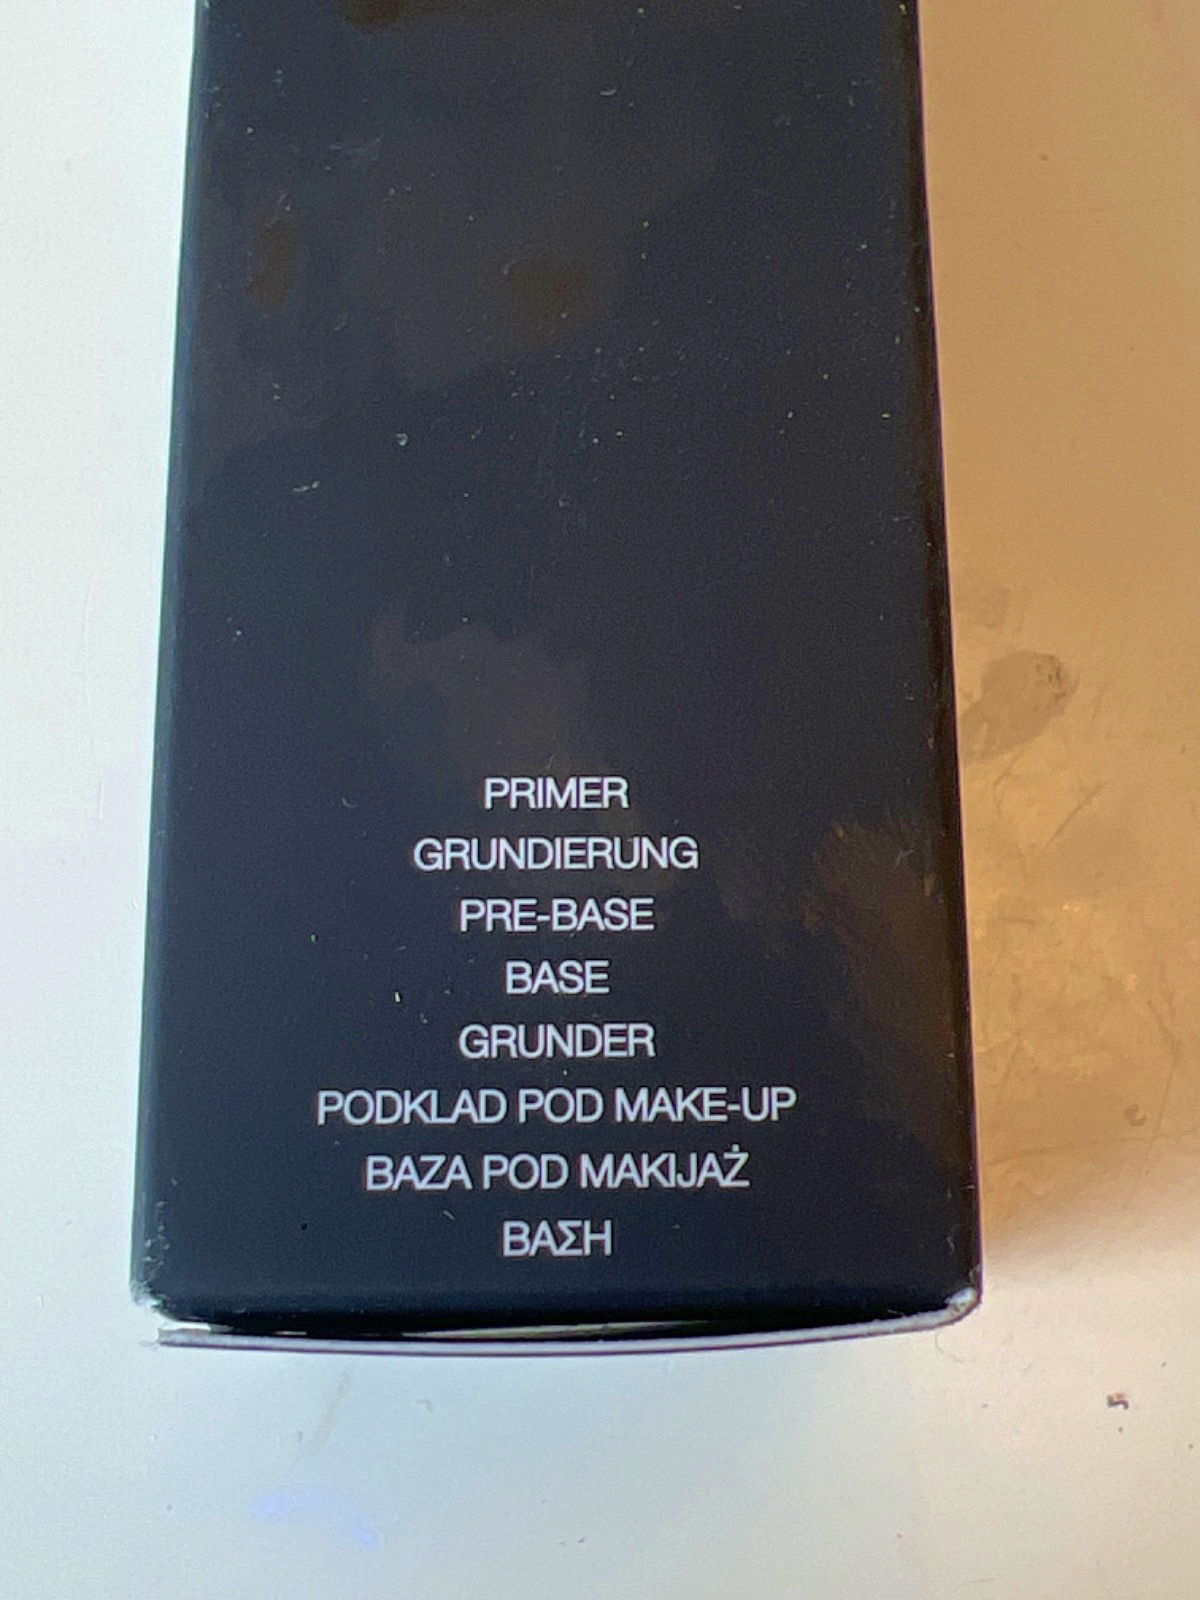 PRIMER
GRUNDIERUNG
PRE-BASE
BASE
GRUNDER
PODKLAD POD MAKE-UP
BAZA POD MAKIJAŻ
ΒΑΣΗ